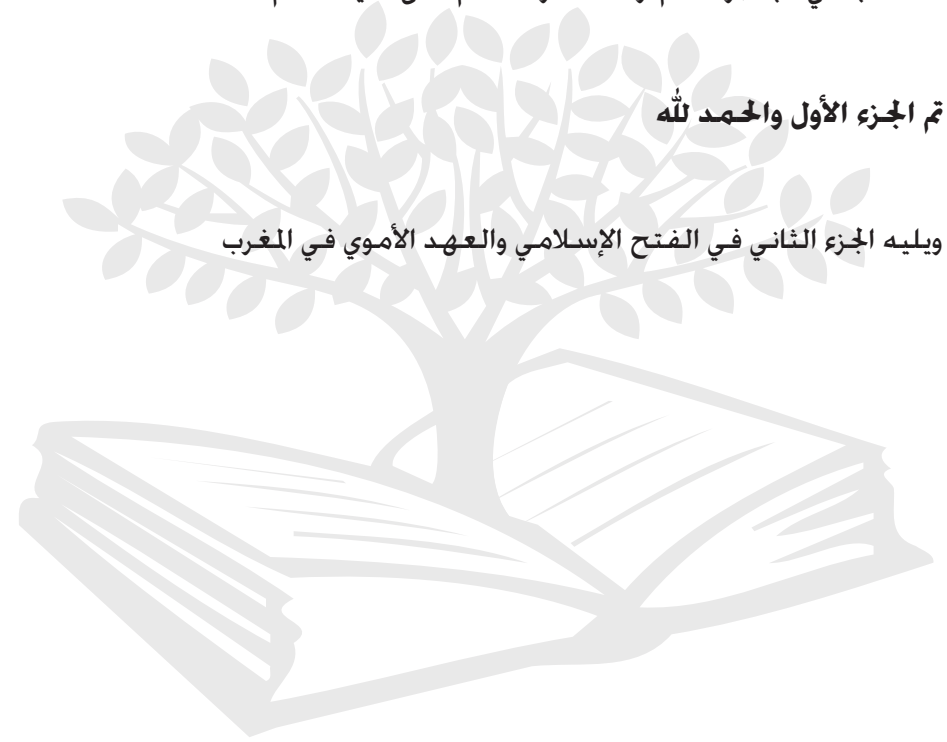 تم الجزء الأول والحمد لله
ويليه الجزء الثاني في الفتح الإسلامي والعهد الأموي في المغرب